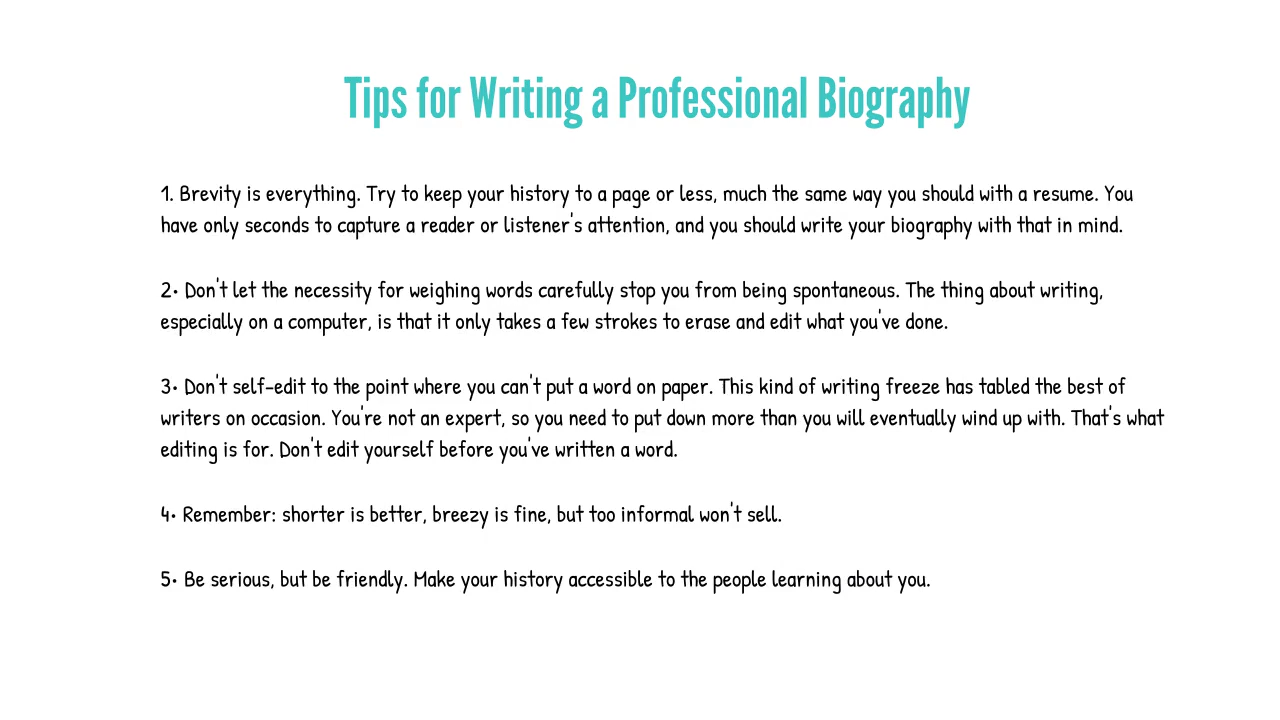 Tips for Writing a Professional Biography
1. Brevity is everything. Try to keep your history to a page or less, much the same way you should with a resume. You
have only seconds to capture a reader or listener's attention, and you should write your biography with that in mind.
2. Don't let the necessity for weighing words carefully stop you from being spontaneous. The thing about writing,
especially on a computer, is that it only takes a few strokes to erase and edit what you've done.
3. Don't self-edit to the point where you can't put a word on paper. This kind of writing freeze has tabled the best of
writers on occasion. You're not an expert, so you need to put down more than you will eventually wind up with. That's what
editing is for. Don't edit yourself before you've written a word.
4. Remember: shorter is better, breezy is fine, but too informal won't sell.
5. Be serious, but be friendly. Make your history accessible to the people learning about you.